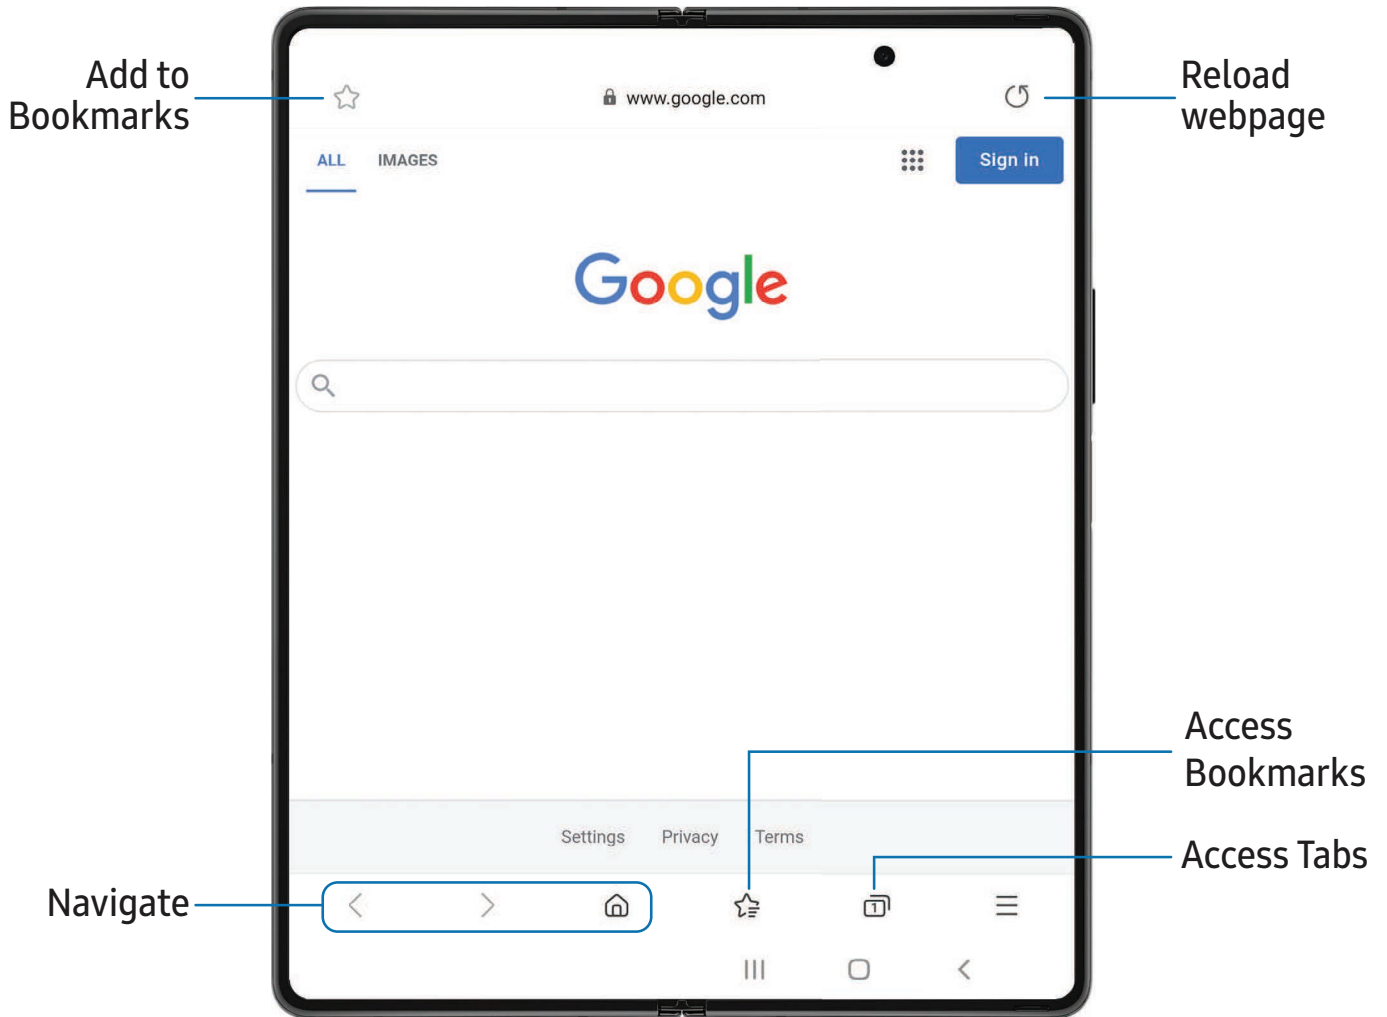 Add to
Bookmarks
www.google.com
Reload
webpage
ALL IMAGES
Sign in
Google
Access
Bookmarks
Settings Privacy Terms
Access Tabs
Navigate
1